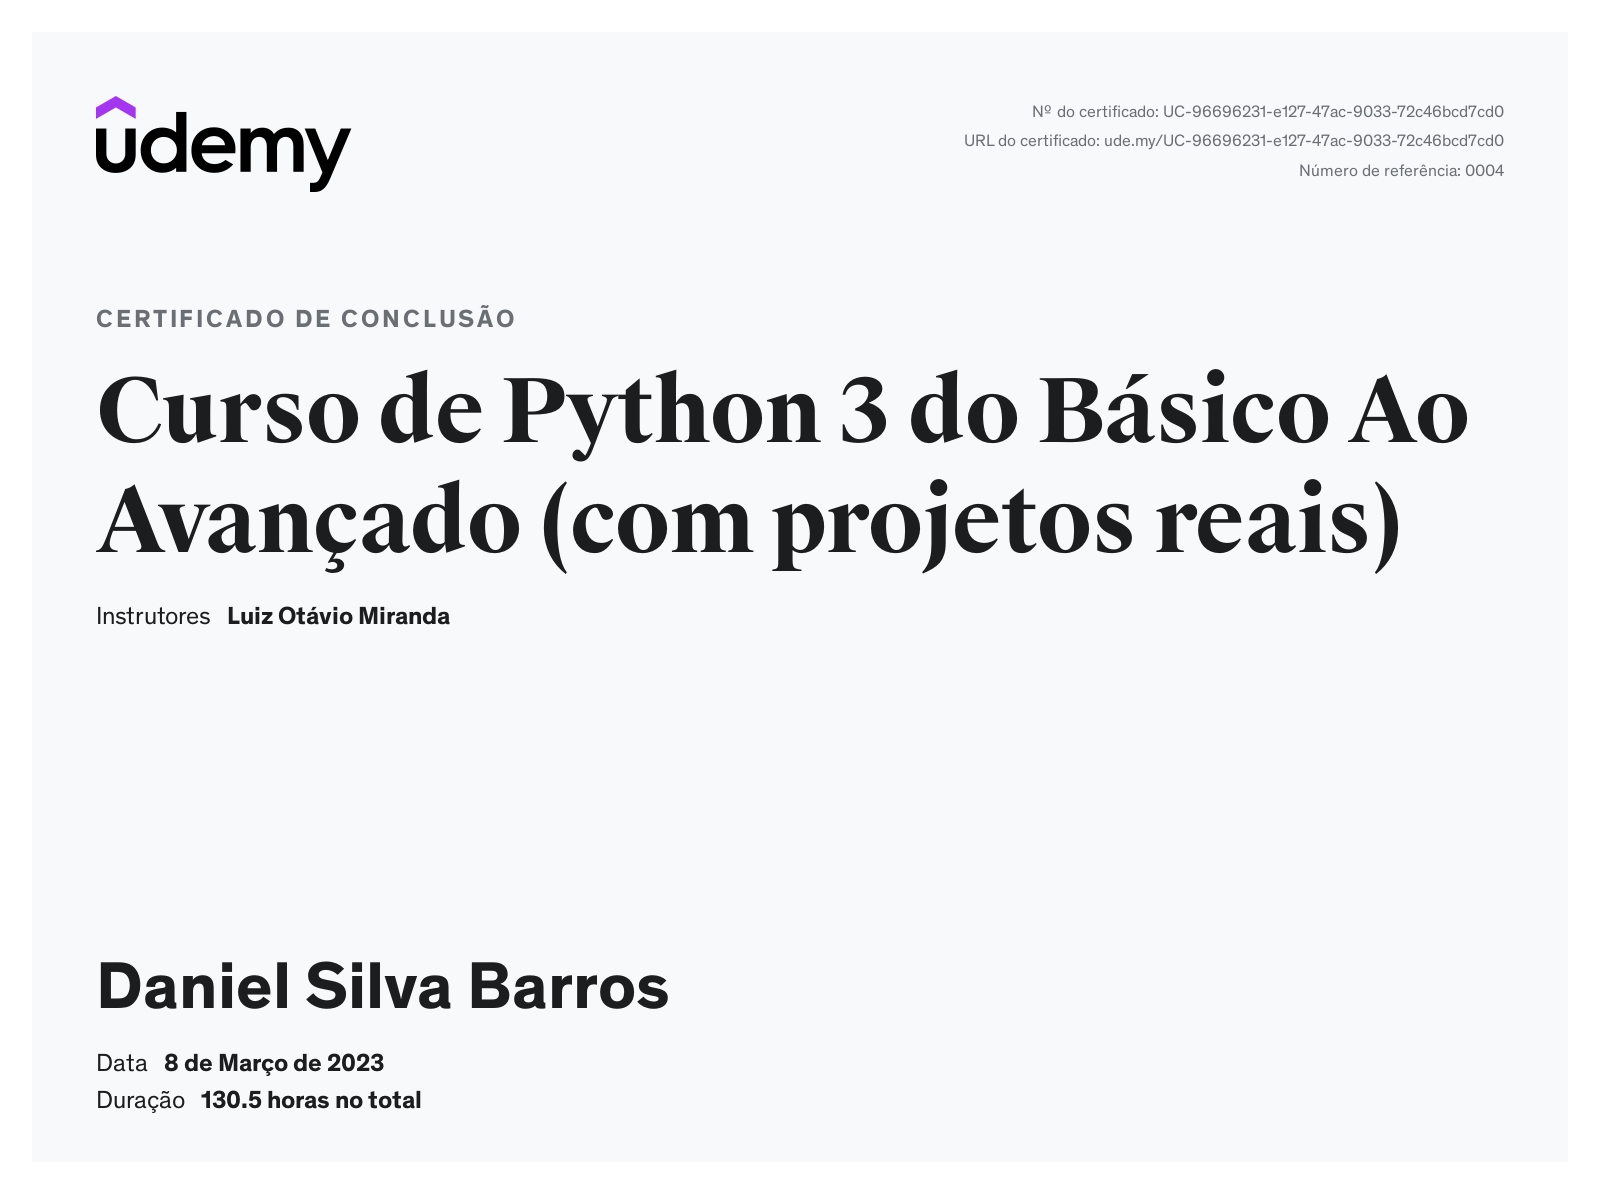 udemy
Nº do certificado: UC-96696231-e127-47ac-9033-72c46bcd7cd0
URL do certificado: ude.my/UC-96696231-e127-47ac-9033-72c46bcd7cd0
Número de referência: 0004
CERTIFICADO DE CONCLUSÃO
Curso de Python 3 do Básico Ao
Avançado (com projetos reais)
Instrutores Luiz Otávio Miranda
Daniel Silva Barros
Data 8 de Março de 2023
Duração 130.5 horas no total